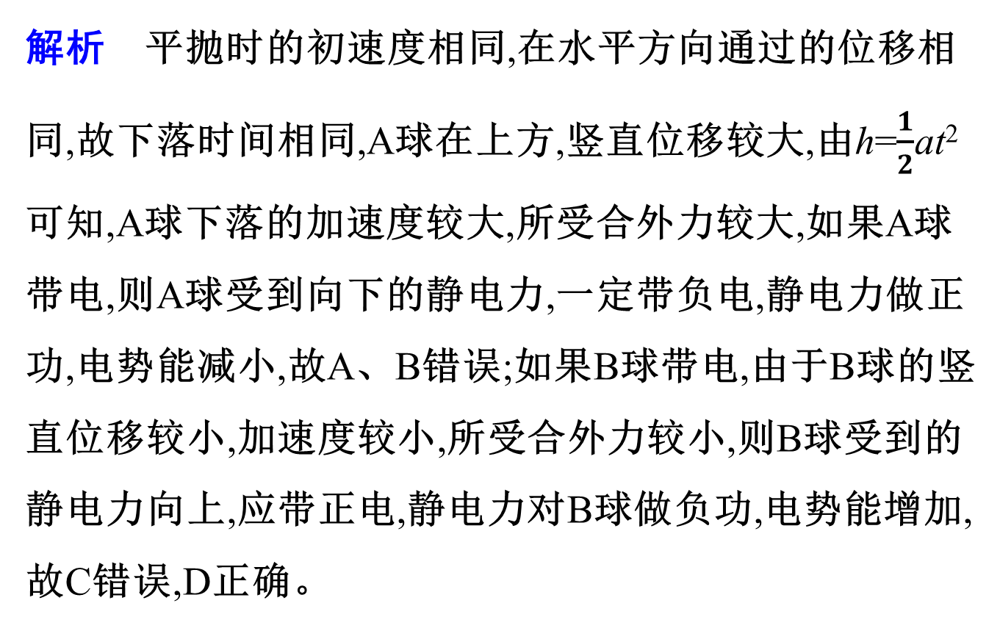 解析　平抛时的初速度相同,在水平方向通过的位移相
同,故下落时间相同,A球在上方,竖直位移较大,由h=\frac{1}{2}at²
可知,A球下落的加速度较大,所受合外力较大,如果A球
带电,则A球受到向下的静电力,一定带负电,静电力做正
功,电势能减小,故A、B错误;如果B球带电,由于B球的竖
直位移较小,加速度较小,所受合外力较小,则B球受到的
静电力向上,应带正电,静电力对B球做负功,电势能增加,
故C错误,D正确。